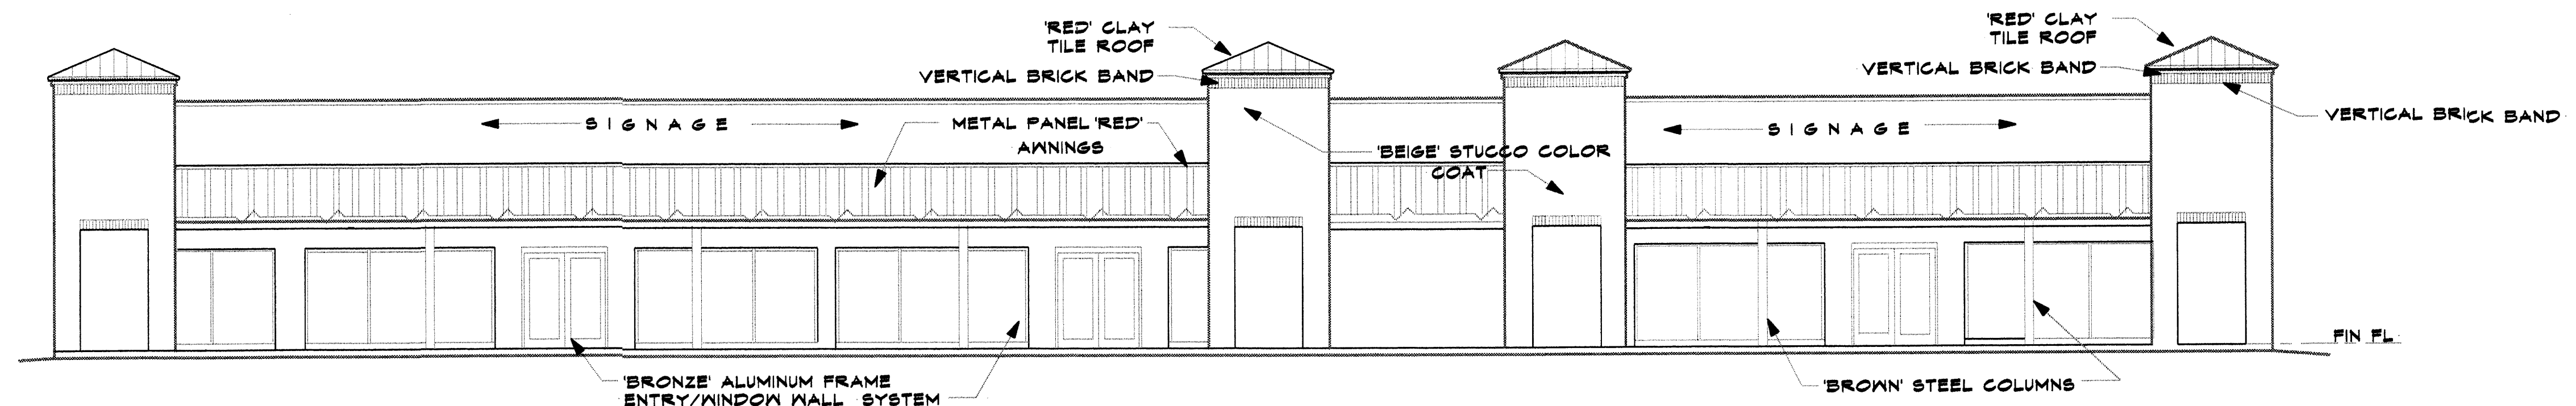 'RED' CLAY
TILE ROOF
VERTICAL BRICK BAND
'RED' CLAY
TILE ROOF
VERTICAL BRICK BAND
VERTICAL BRICK BAND
SIGNAGE
METAL PANEL 'RED'
AWNINGS
SIGNAGE
'BEIGE' STUCCO COLOR
COAT
FIN FL
'BRONZE' ALUMINUM FRAME
ENTRY/WINDOW WALL SYSTEM
'BROWN' STEEL COLUMNS